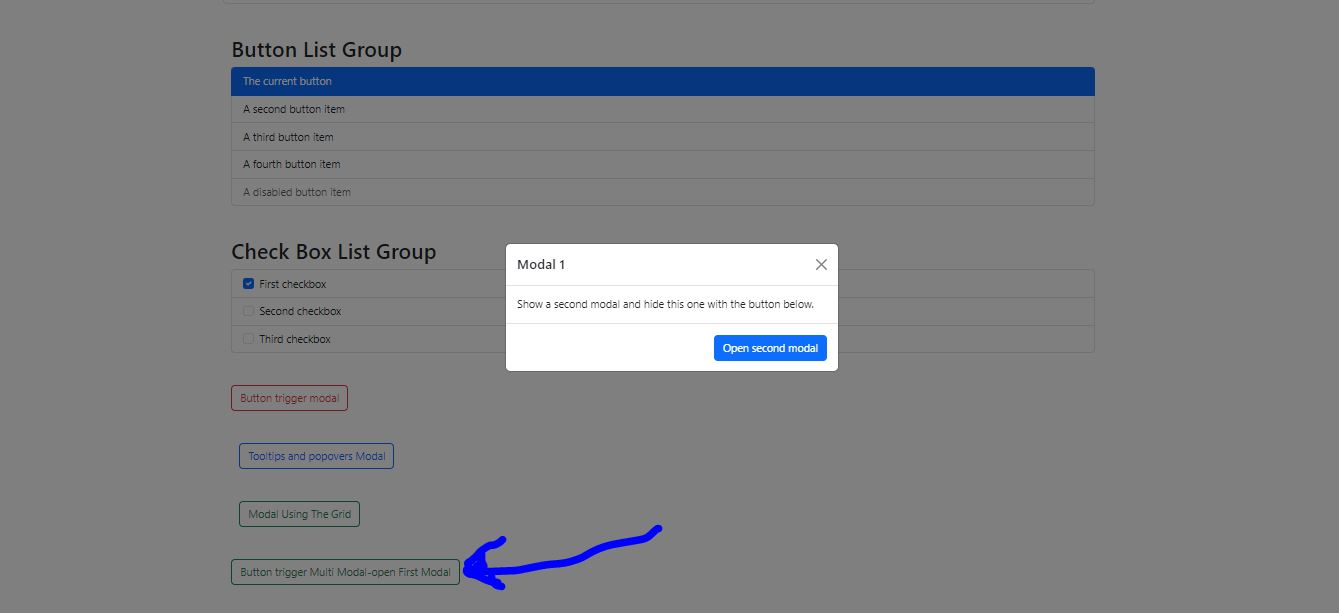 Button List Group
The current button
A second button item
A third button item
A fourth button item
A disabled button item
Check Box List Group
First checkbox
Second checkbox
Third checkbox
Modal 1
Show a second modal and hide this one with the button below.
Open second modal
Button trigger modal
Tooltips and popovers Modal
Modal Using The Grid
Button trigger Multi Modal-open First Modal